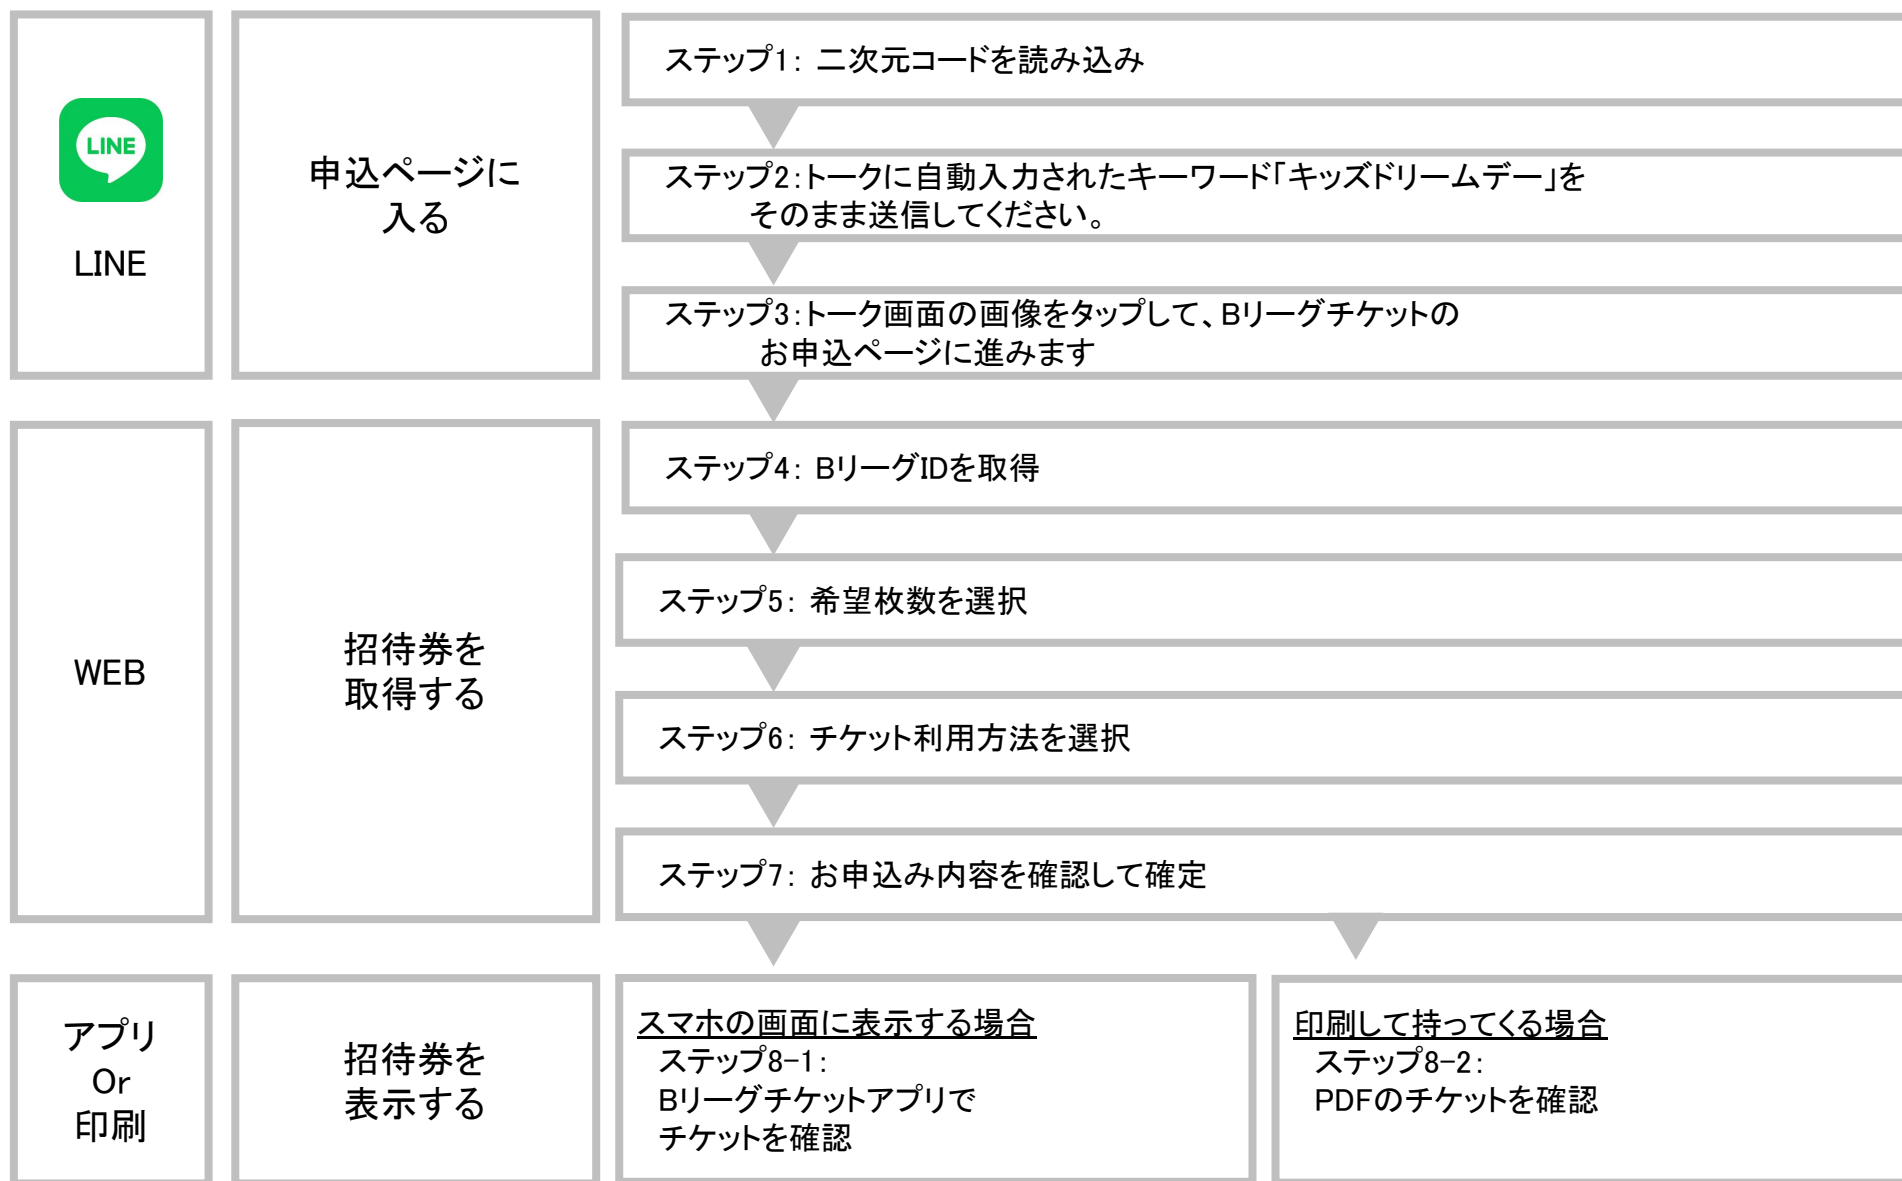 LINE
LINE
申込ページに
入る
ステップ1：二次元コードを読み込み
ステップ2：トークに自動入力されたキーワード「キッズドリームデー」を
そのまま送信してください。
ステップ3：トーク画面の画像をタップして、Bリーグチケットの
お申込ページに進みます
WEB
招待券を
取得する
ステップ4：BリーグIDを取得
ステップ5：希望枚数を選択
ステップ6：チケット利用方法を選択
ステップ7：お申込み内容を確認して確定
アプリ
Or
印刷
招待券を
表示する
スマホの画面に表示する場合
ステップ8-1：
Bリーグチケットアプリで
チケットを確認
印刷して持ってくる場合
ステップ8-2：
PDFのチケットを確認